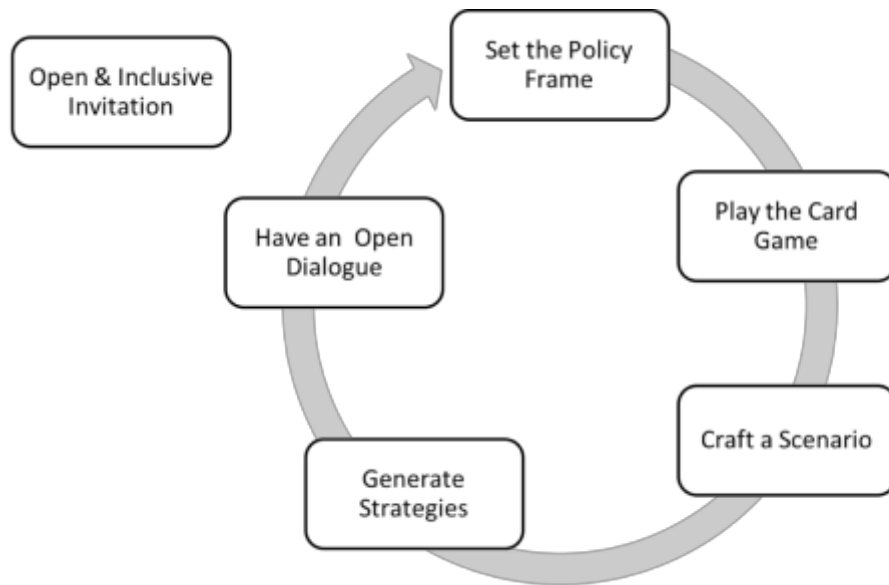 Open & Inclusive
Invitation
Set the Policy
Frame
Play the Card
Game
Craft a Scenario
Generate
Strategies
Have an Open
Dialogue